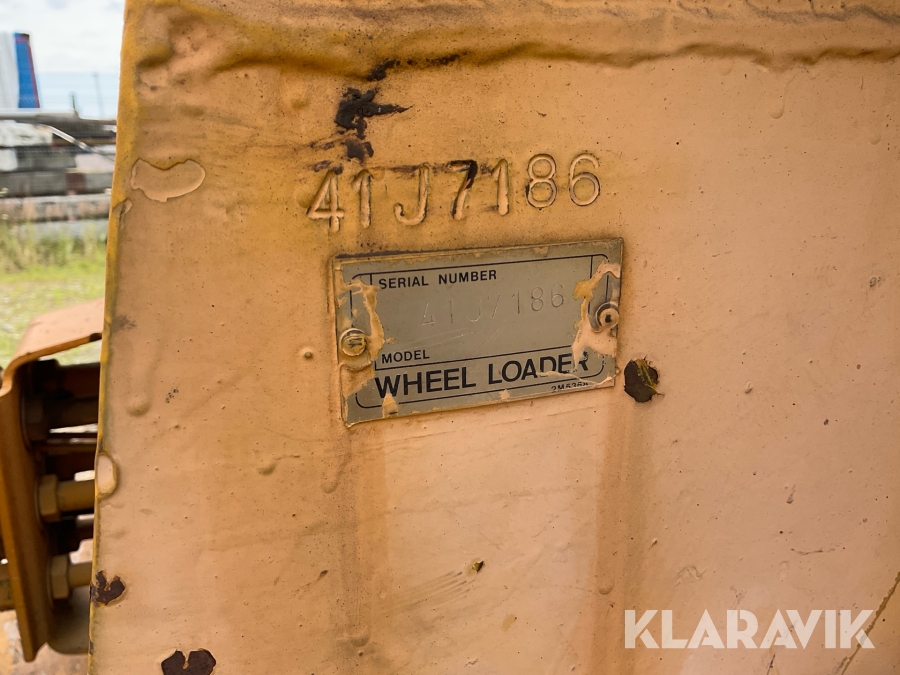 41J7186
SERIAL NUMBER
41J7186
MODEL
WHEEL LOADER
KLARAVIK